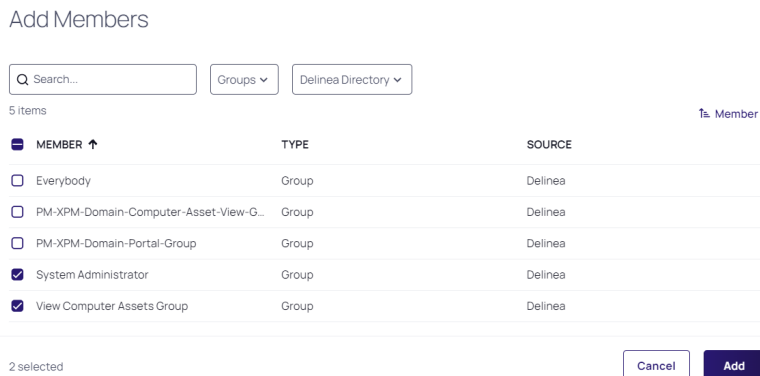 Add Members
Search...
Groups
Delinea Directory
5 items
Member
MEMBER TYPE SOURCE
Everybody Group Delinea
PM-XPM-Domain-Computer-Asset-View-G... Group Delinea
PM-XPM-Domain-Portal-Group Group Delinea
System Administrator Group Delinea
View Computer Assets Group Group Delinea
2 selected
Cancel
Add